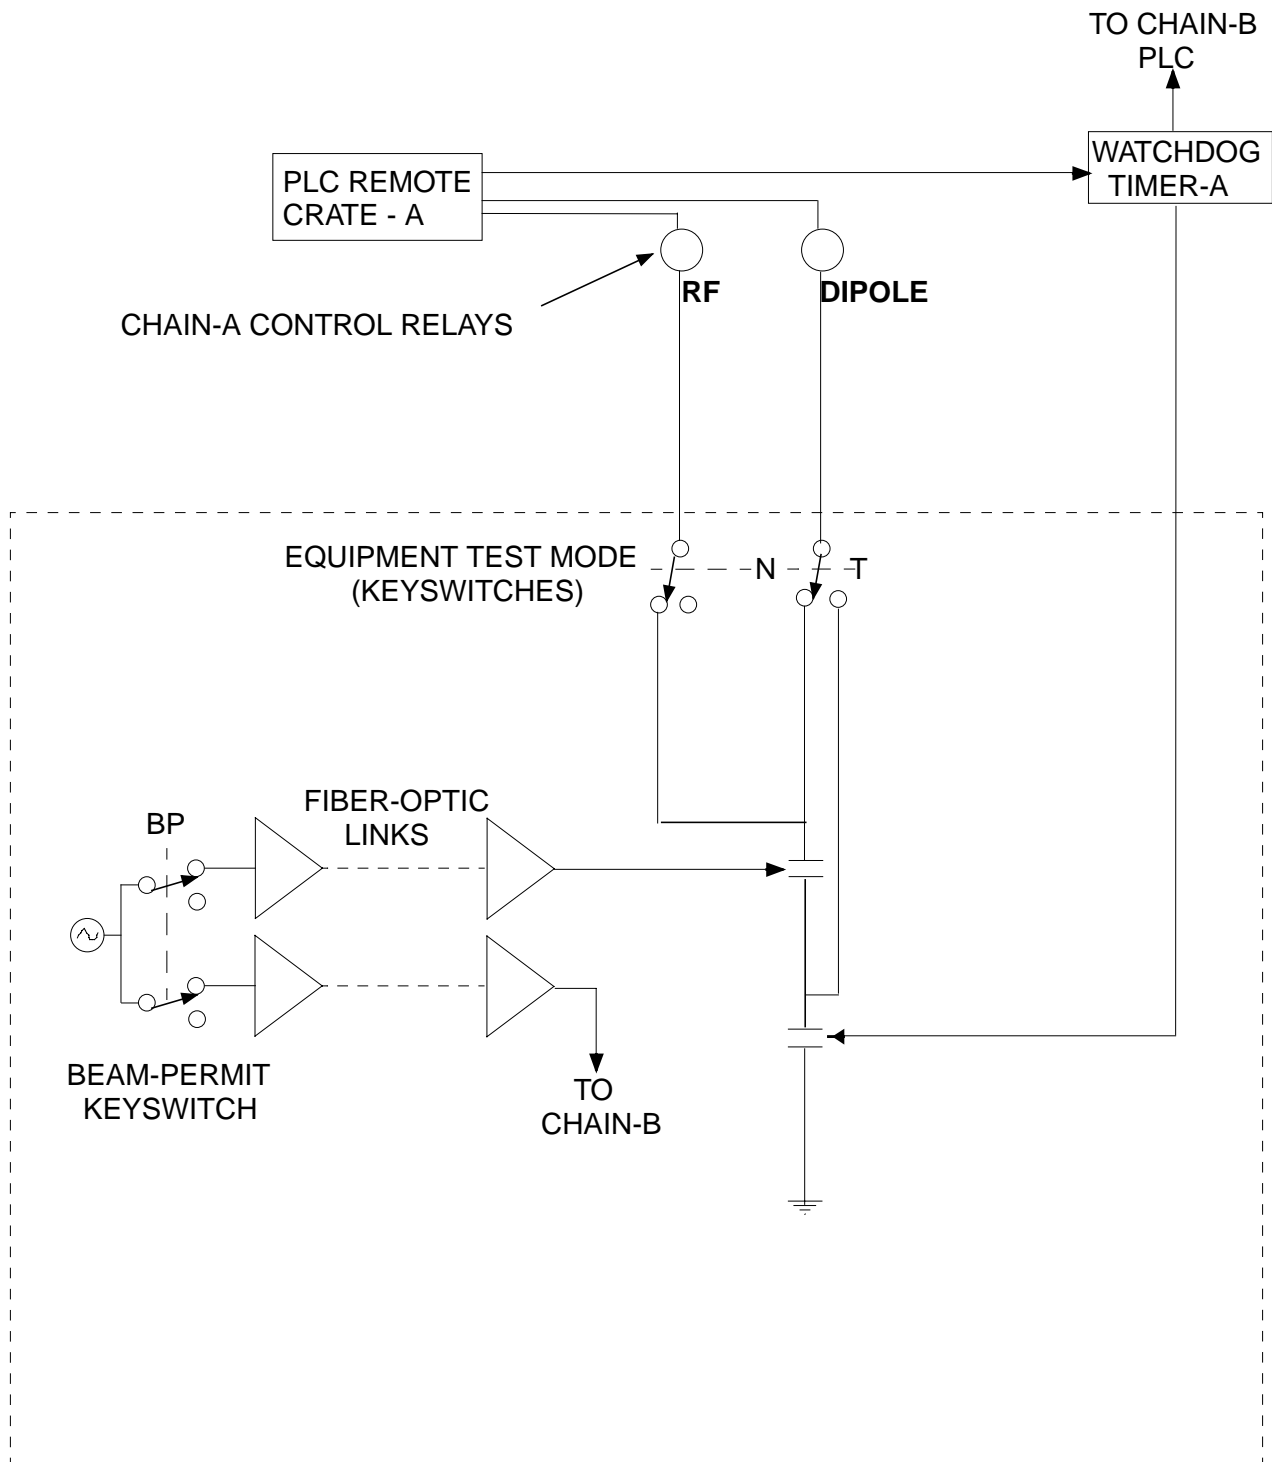 TO CHAIN-B
PLC
WATCHDOG
TIMER-A
PLC REMOTE
CRATE - A
RF
DIPOLE
CHAIN-A CONTROL RELAYS
EQUIPMENT TEST MODE
(KEYSWITCHES)
N
T
FIBER-OPTIC
LINKS
BP
BEAM-PERMIT
KEYSWITCH
TO
CHAIN-B